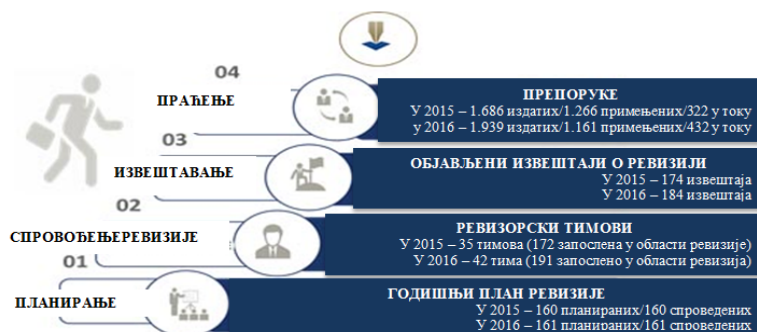 04
ПРАЋЕЊЕ
ПРЕПОРУКЕ
У 2015 – 1.686 издатих/1.266 примењених/322 у току
у 2016 – 1.939 издатих/1.161 примењених/432 у току
03
ИЗВЕШТАВАЊЕ
ОБЈАВЉЕНИ ИЗВЕШТАЈИ О РЕВИЗИЈИ
У 2015 – 174 извештаја
У 2016 – 184 извештаја
02
СПРОВОЂЕЊЕРЕВИЗИЈЕ
РЕВИЗОРСКИ ТИМОВИ
У 2015 – 35 тимова (172 запослена у области ревизије)
У 2016 – 42 тима (191 запослено у области ревизија)
01
ПЛАНИРАЊЕ
ГОДИШЊИ ПЛАН РЕВИЗИЈЕ
У 2015 – 160 планираних/160 спроведених
У 2016 – 161 планираних/161 спроведених